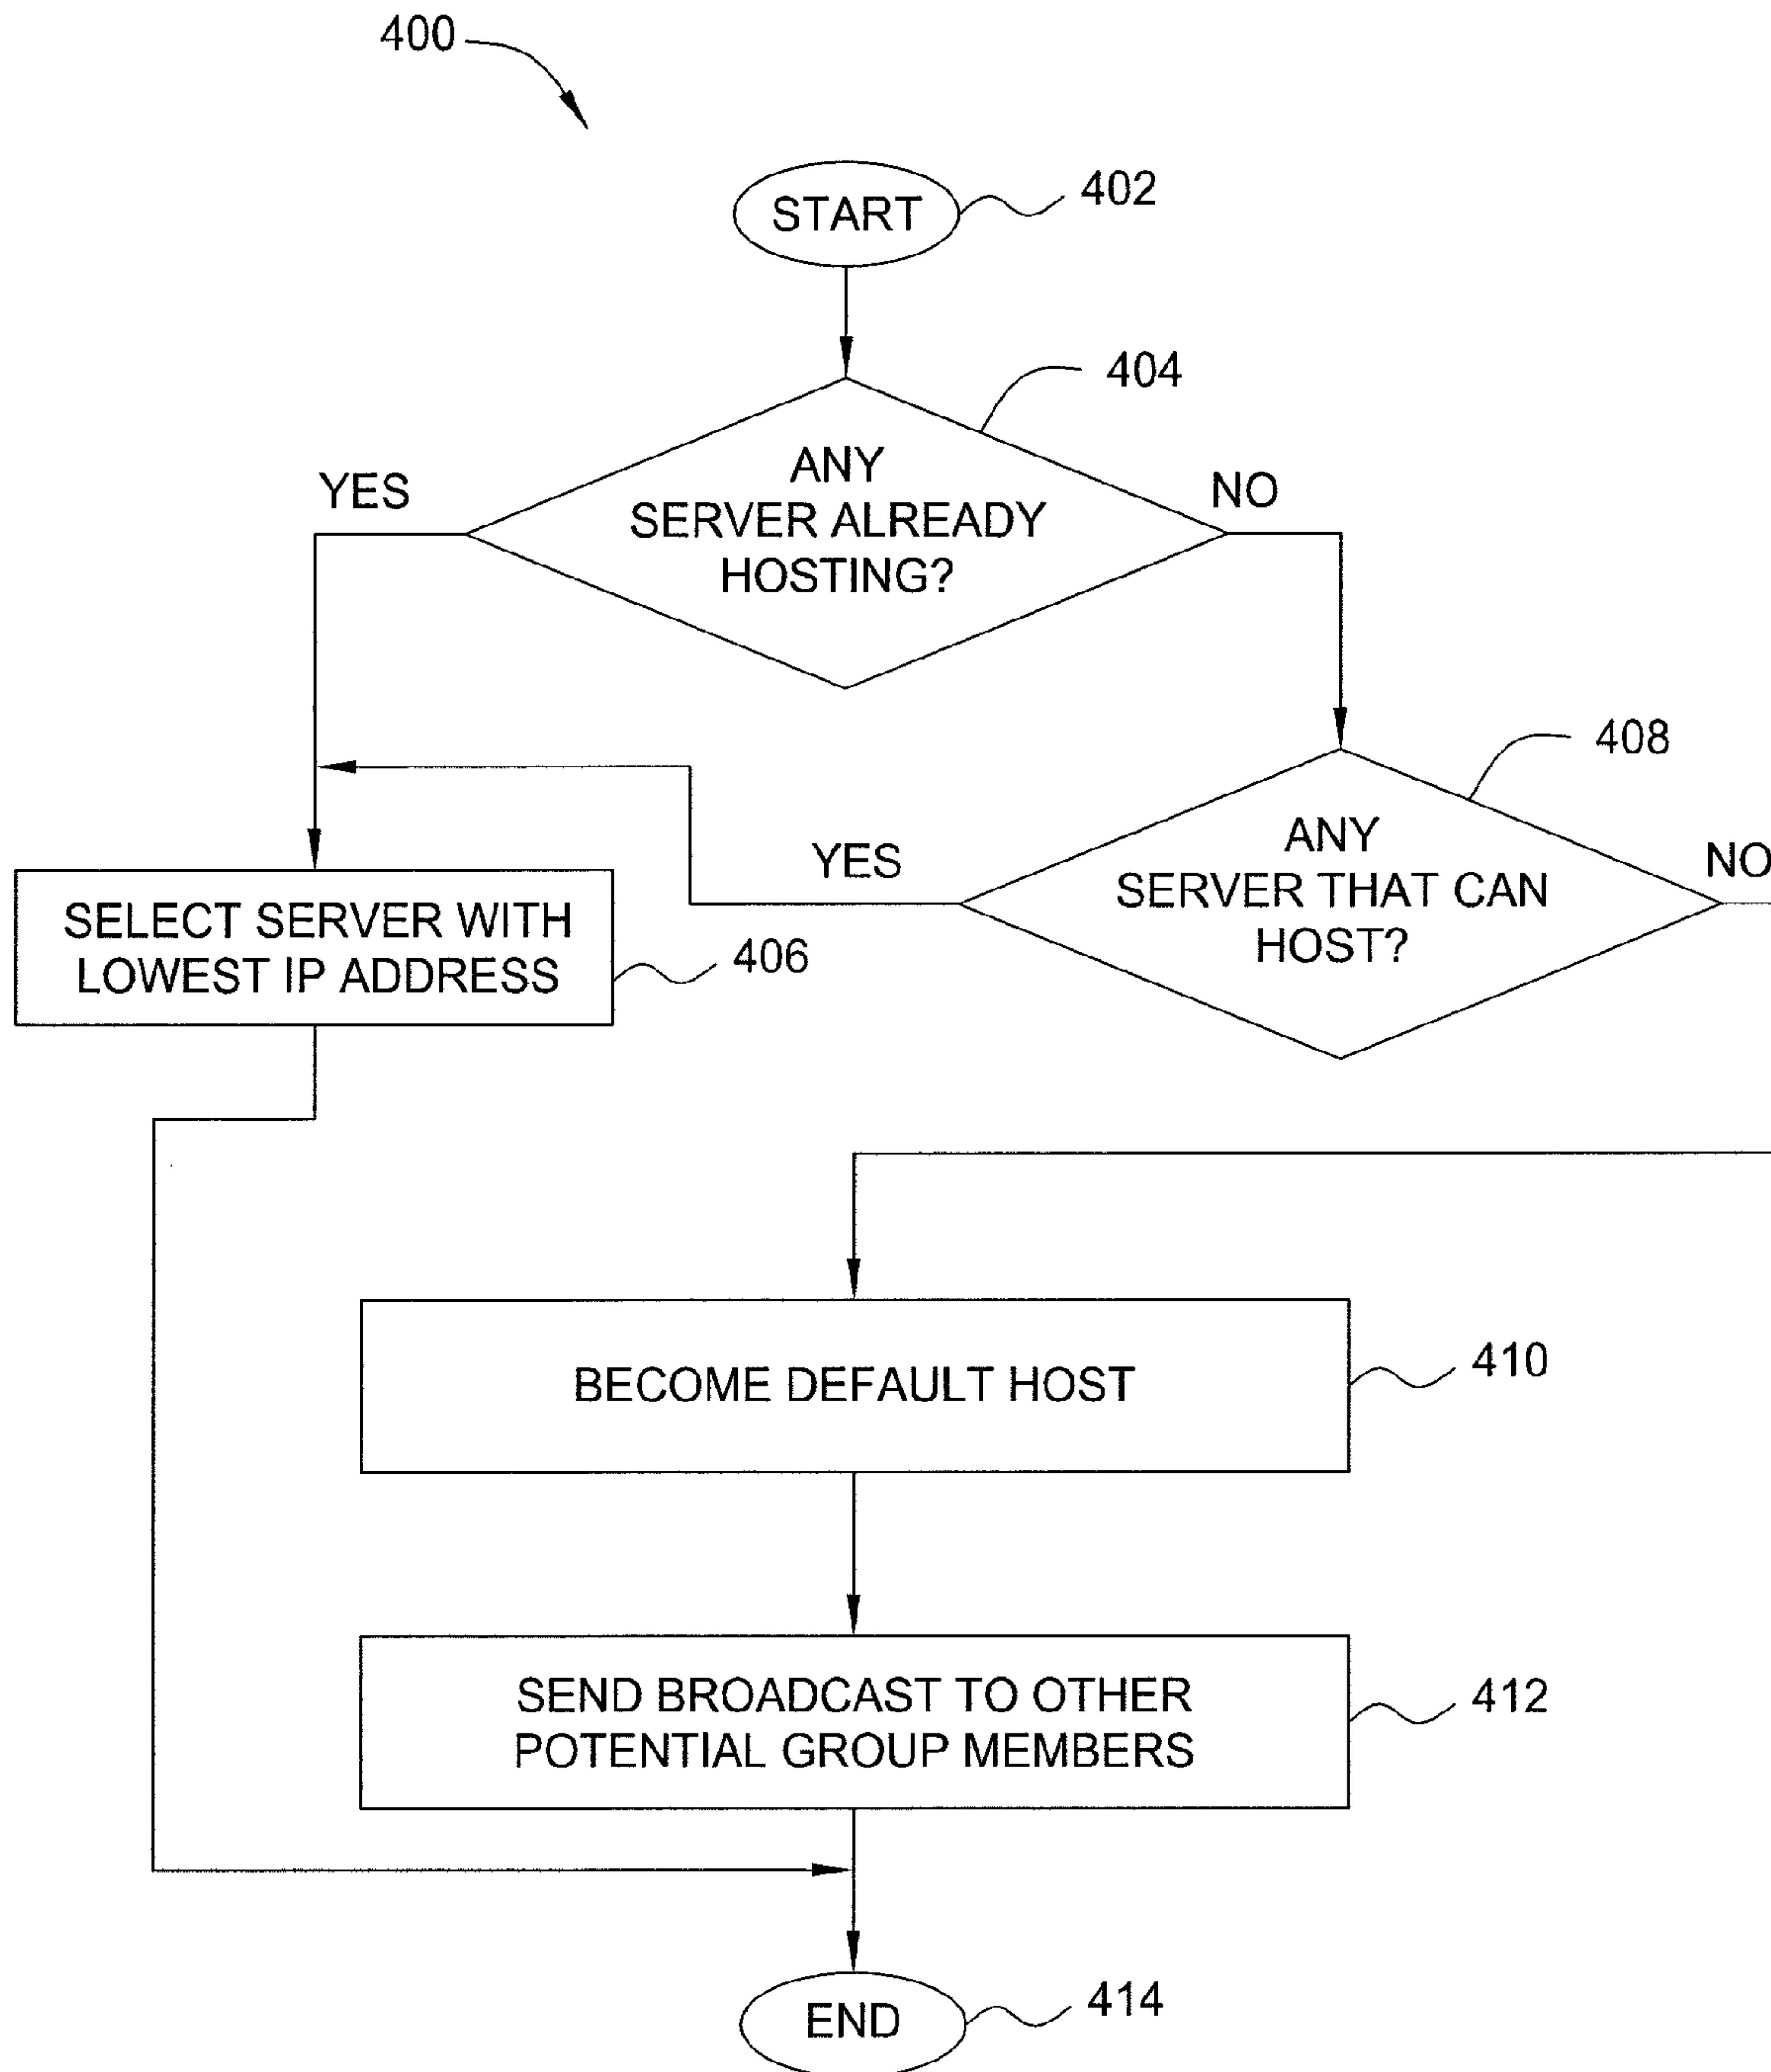 400
START
402
404
ANY
SERVER ALREADY
HOSTING?
YES
NO
408
ANY
SERVER THAT CAN
HOST?
YES
NO
SELECT SERVER WITH
LOWEST IP ADDRESS
406
BECOME DEFAULT HOST
410
SEND BROADCAST TO OTHER
POTENTIAL GROUP MEMBERS
412
END
414